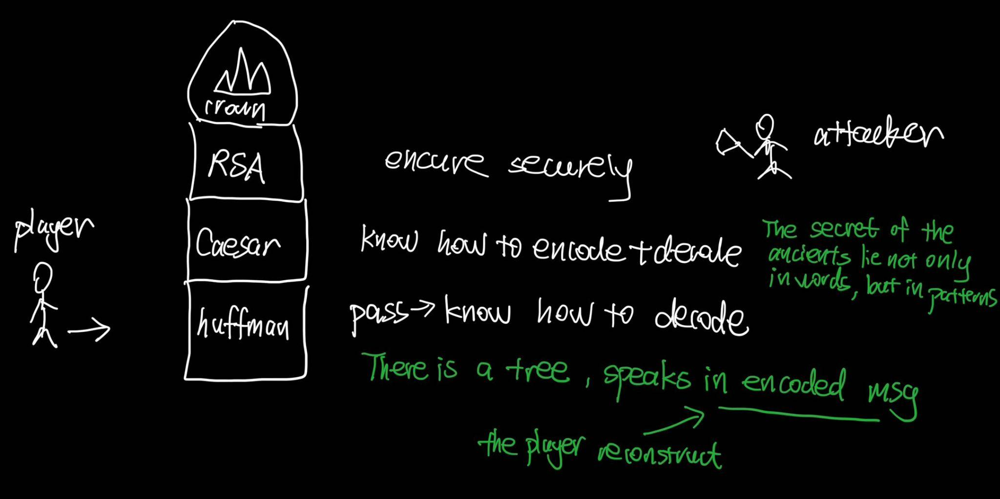 crown
RSA
encure securely
attacker
player
Caesar
know how to encode + decode
The secret of the
ancients lie not only
in words, but in patterns
huffman
pass → know how to decode
There is a tree, speaks in encoded msg
the player reconstruct